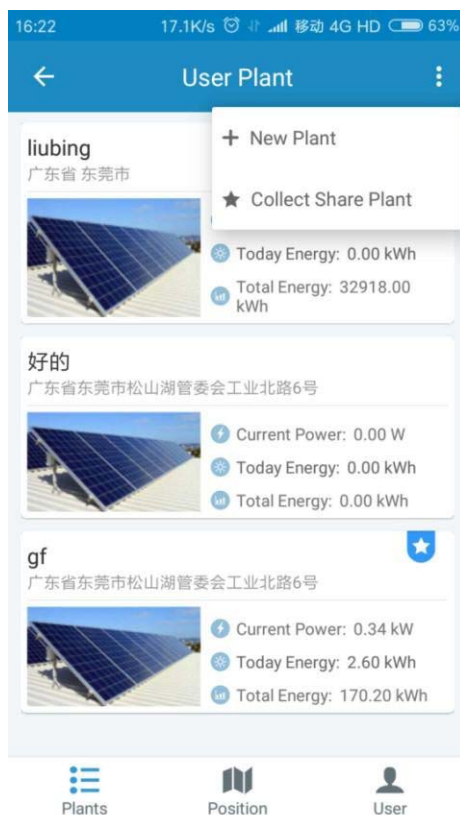 16:22 17.1K/s 移动 4G HD 63%
User Plant
New Plant
Collect Share Plant
liubing
广东省 东莞市
Today Energy: 0.00 kWh
Total Energy: 32918.00
kWh
好的
广东省东莞市松山湖管委会工业北路6号
Current Power: 0.00 W
Today Energy: 0.00 kWh
Total Energy: 0.00 kWh
gf
广东省东莞市松山湖管委会工业北路6号
Current Power: 0.34 kW
Today Energy: 2.60 kWh
Total Energy: 170.20 kWh
Plants Position User